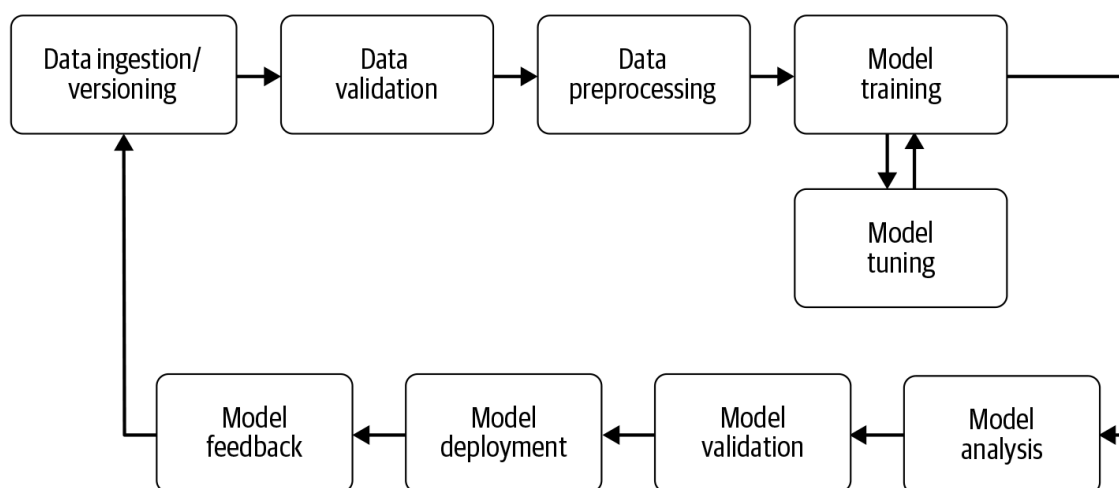 Data ingestion/
versioning
Data
validation
Data
preprocessing
Model
training
Model
tuning
Model
feedback
Model
deployment
Model
validation
Model
analysis